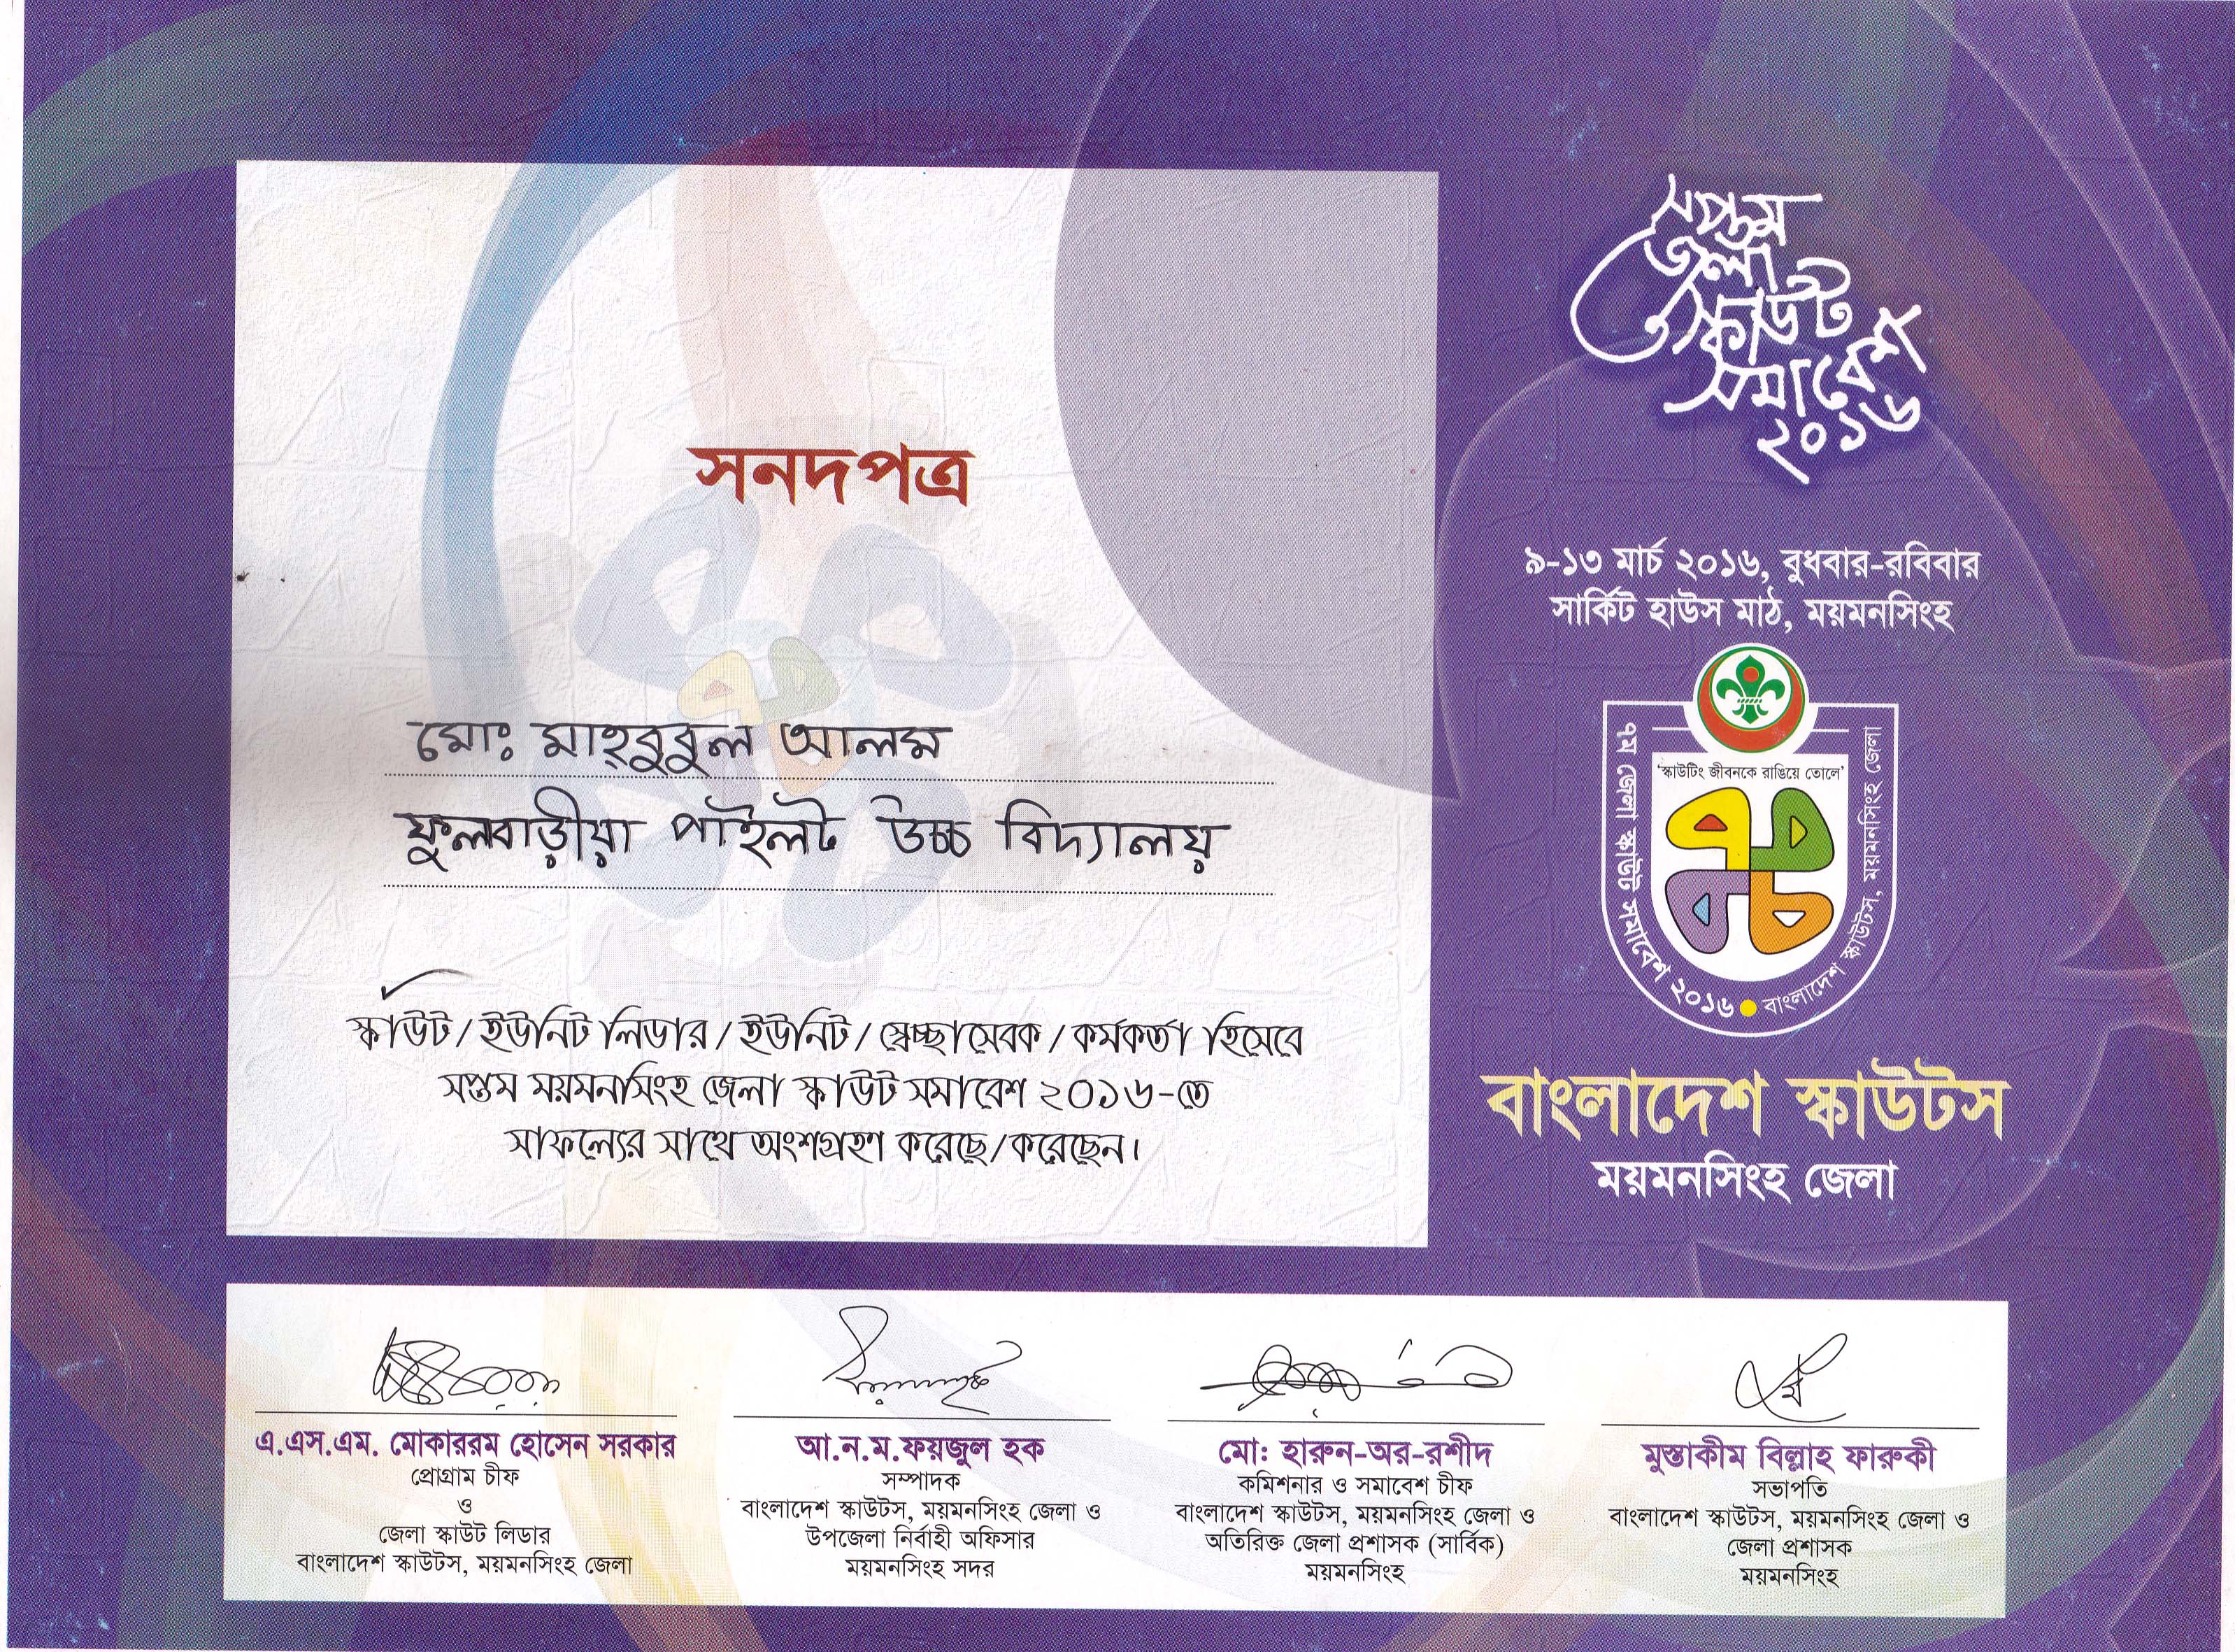 সনদপত্র
মোঃ মাহ্‌বুবুল আলম
ফুলবাড়ীয়া পাইলট উচ্চ বিদ্যালয়
স্কাউট/ইউনিট লিডার/ইউনিট/স্বেচ্ছাসেবক/কর্মকর্তা হিসেবে
সপ্তম ময়মনসিংহ জেলা স্কাউট সমাবেশ ২০১৬-তে
সাফল্যের সাথে অংশগ্রহণ করেছে/করেছেন।
সপ্তম
জেলা
স্কাউট
সমাবেশ
২০১৬
৯-১৩ মার্চ ২০১৬, বুধবার-রবিবার
সার্কিট হাউস মাঠ, ময়মনসিংহ
'স্কাউটিং জীবনকে রাঙিয়ে তোলে'
৭ম জেলা স্কাউট সমাবেশ ২০১৬ ● বাংলাদেশ স্কাউটস, ময়মনসিংহ জেলা
বাংলাদেশ স্কাউটস
ময়মনসিংহ জেলা
এ.এস.এম. মোকাররম হোসেন সরকার
প্রোগ্রাম চীফ
ও
জেলা স্কাউট লিডার
বাংলাদেশ স্কাউটস, ময়মনসিংহ জেলা
আ.ন.ম.ফয়জুল হক
সম্পাদক
বাংলাদেশ স্কাউটস, ময়মনসিংহ জেলা ও
উপজেলা নির্বাহী অফিসার
ময়মনসিংহ সদর
মো: হারুন-অর-রশীদ
কমিশনার ও সমাবেশ চীফ
বাংলাদেশ স্কাউটস, ময়মনসিংহ জেলা ও
অতিরিক্ত জেলা প্রশাসক (সার্বিক)
ময়মনসিংহ
মুস্তাকীম বিল্লাহ ফারুকী
সভাপতি
বাংলাদেশ স্কাউটস, ময়মনসিংহ জেলা ও
জেলা প্রশাসক
ময়মনসিংহ